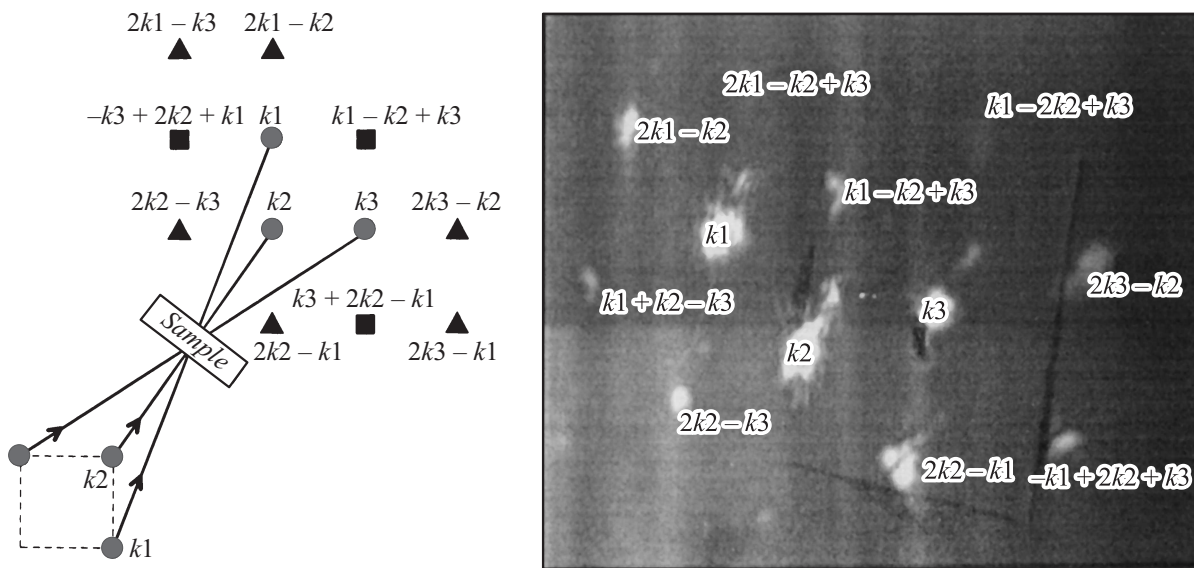 2k1 – k3 2k1 – k2
–k3 + 2k2 + k1 k1 k1 – k2 + k3
2k2 – k3 k2 k3 2k3 – k2
k3 + 2k2 – k1
Sample
2k2 – k1 2k3 – k1
k2
k1
2k1 – k2 + k3
k1 – 2k2 + k3
2k1 – k2
k1 – k2 + k3
k1
k1 + k2 – k3
2k3 – k2
k3
k2
2k2 – k3
2k2 – k1
–k1 + 2k2 + k3